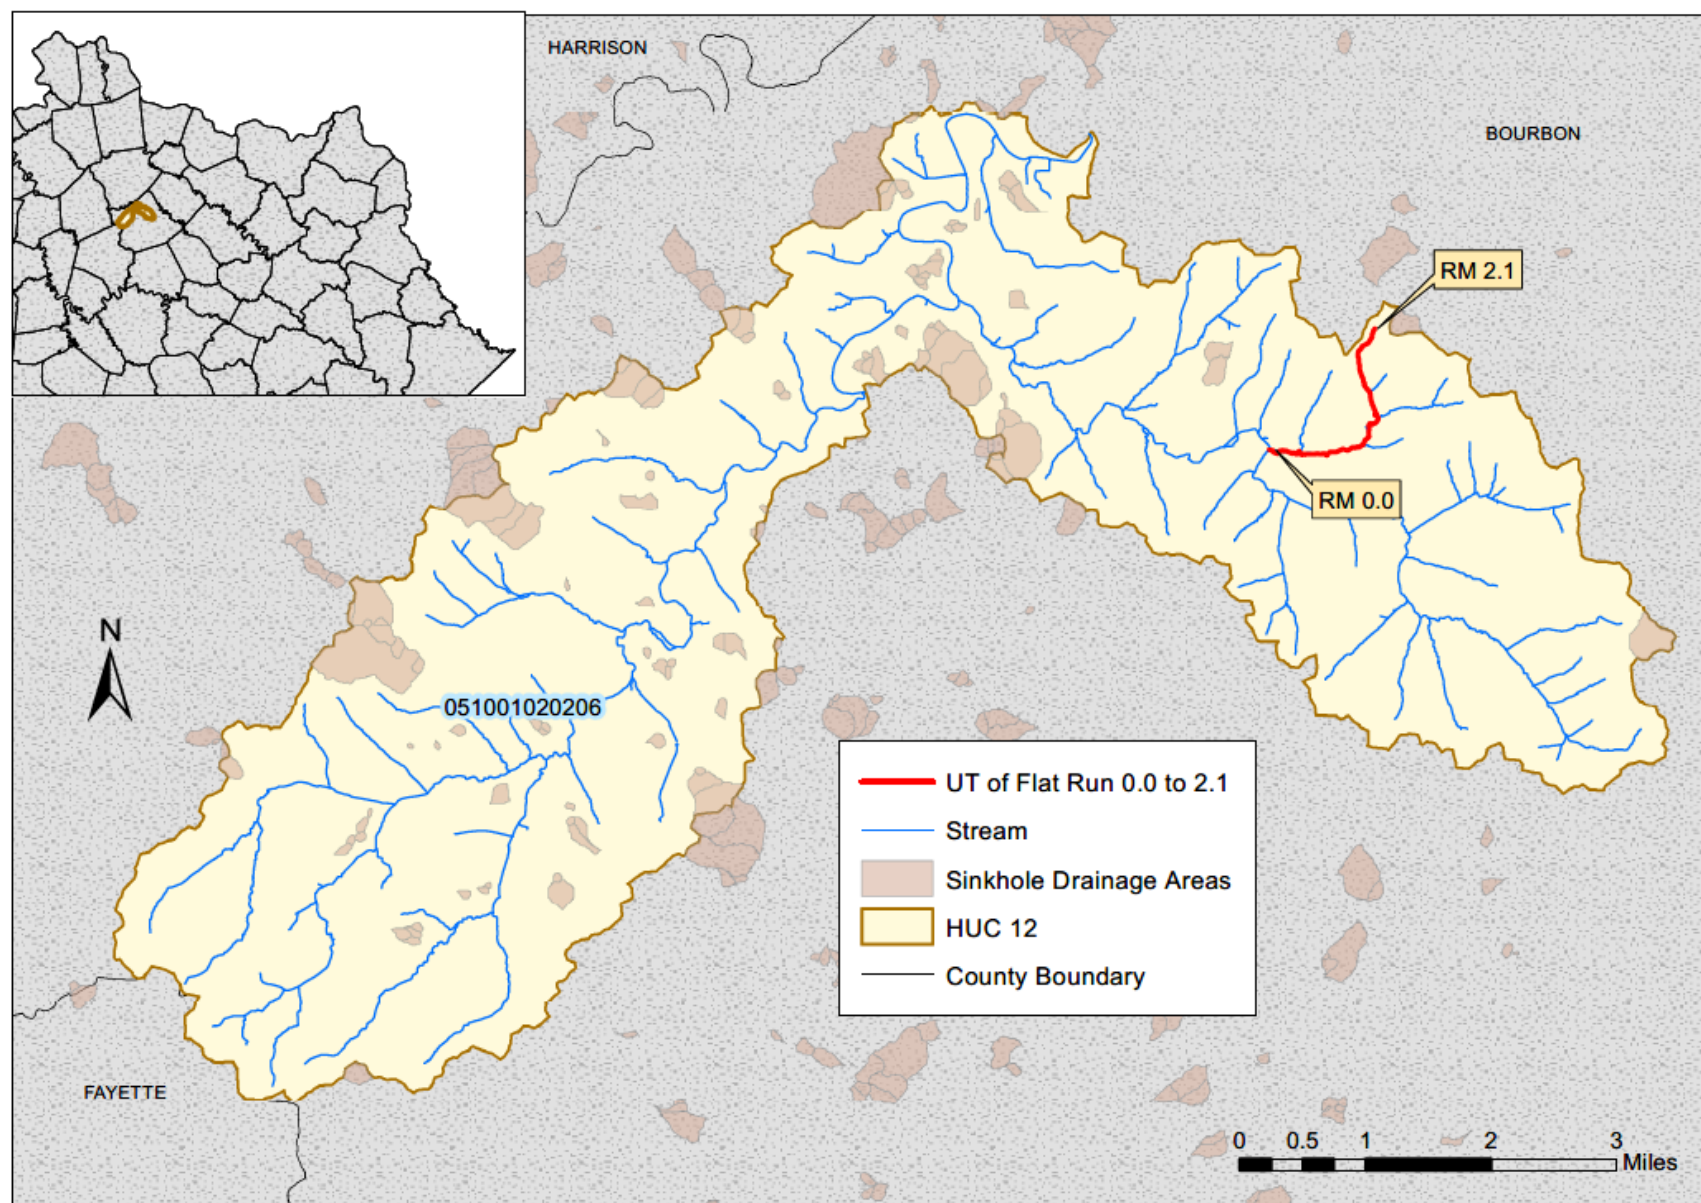 HARRISON
BOURBON
RM 2.1
RM 0.0
N
051001020206
UT of Flat Run 0.0 to 2.1
Stream
Sinkhole Drainage Areas
HUC 12
County Boundary
FAYETTE
0 0.5 1 2 3
Miles